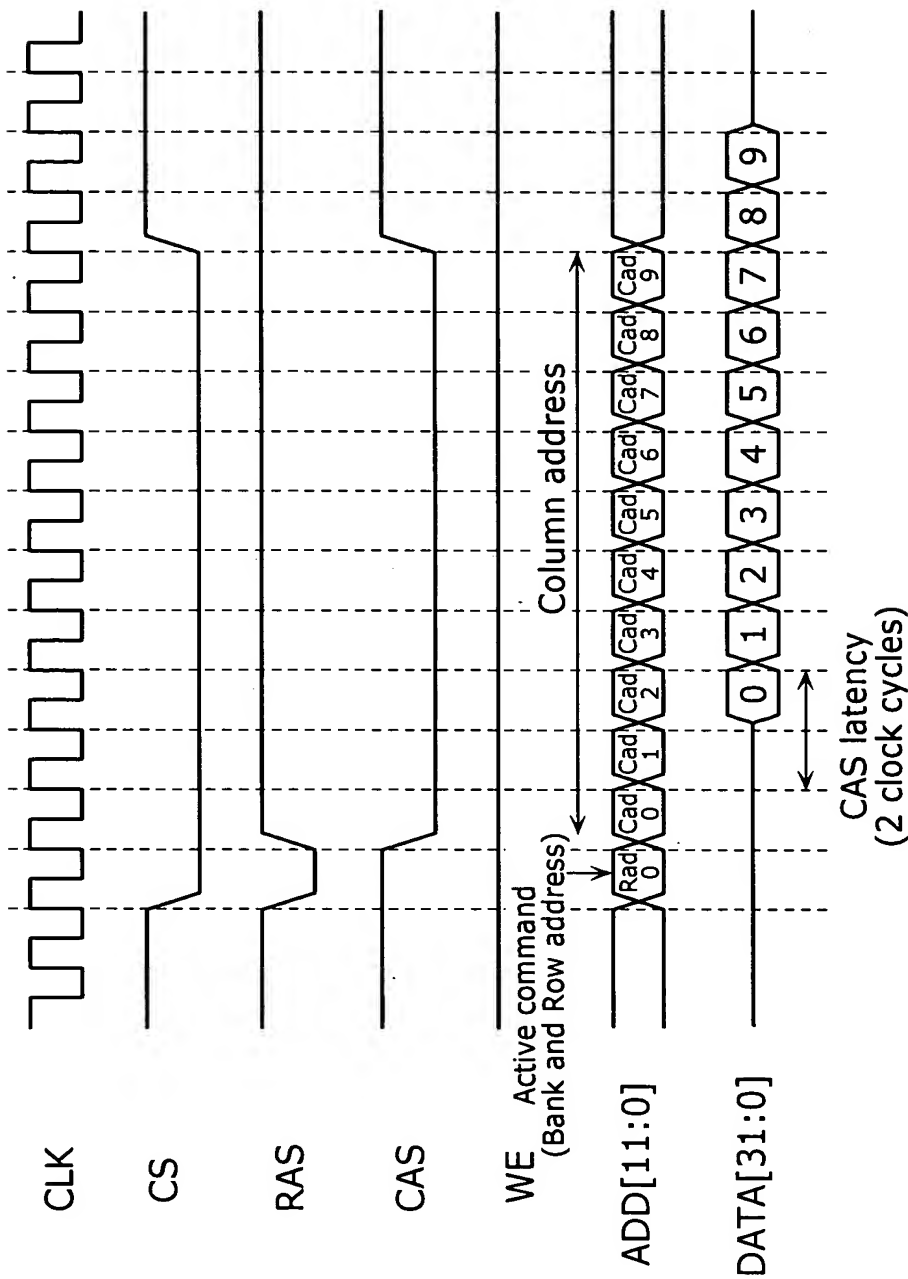 CLK
CS
RAS
CAS
WE
Active command
(Bank and Row address)
Column address
ADD[11:0]
Rad 0
Cad 0
Cad 1
Cad 2
Cad 3
Cad 4
Cad 5
Cad 6
Cad 7
Cad 8
Cad 9
DATA[31:0]
0
1
2
3
4
5
6
7
8
9
CAS latency
(2 clock cycles)